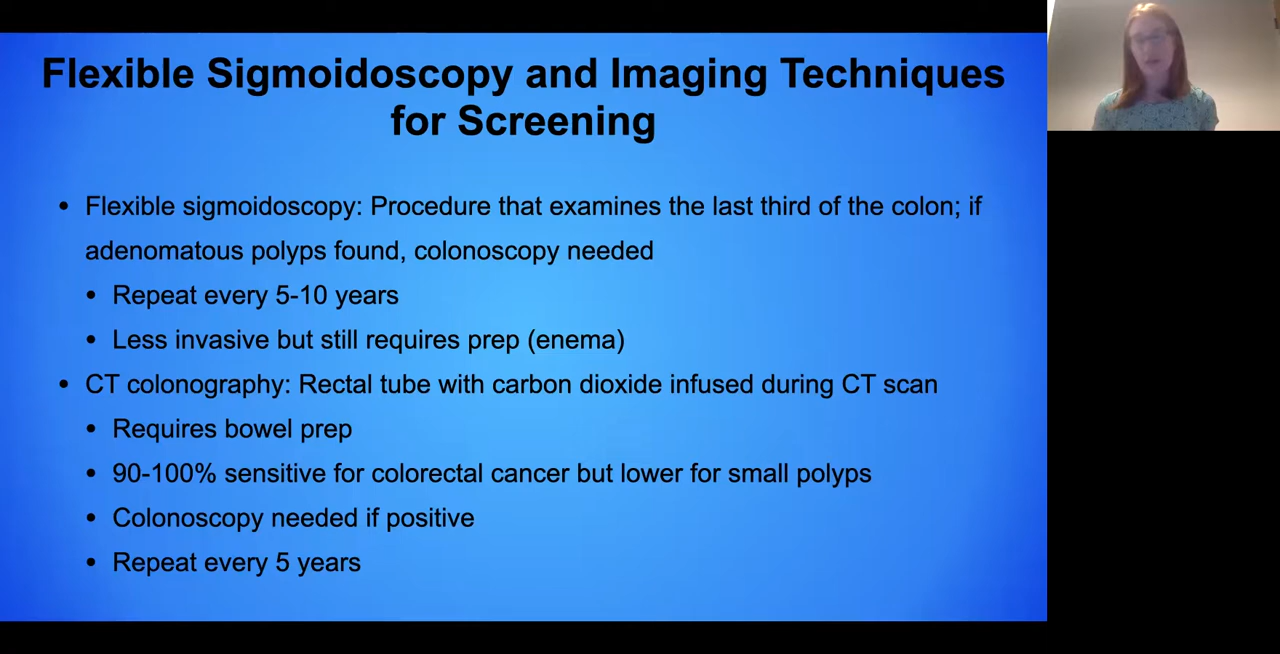 Flexible Sigmoidoscopy and Imaging Techniques
for Screening
• Flexible sigmoidoscopy: Procedure that examines the last third of the colon; if
adenomatous polyps found, colonoscopy needed
• Repeat every 5-10 years
• Less invasive but still requires prep (enema)
• CT colonography: Rectal tube with carbon dioxide infused during CT scan
• Requires bowel prep
• 90-100% sensitive for colorectal cancer but lower for small polyps
• Colonoscopy needed if positive
• Repeat every 5 years